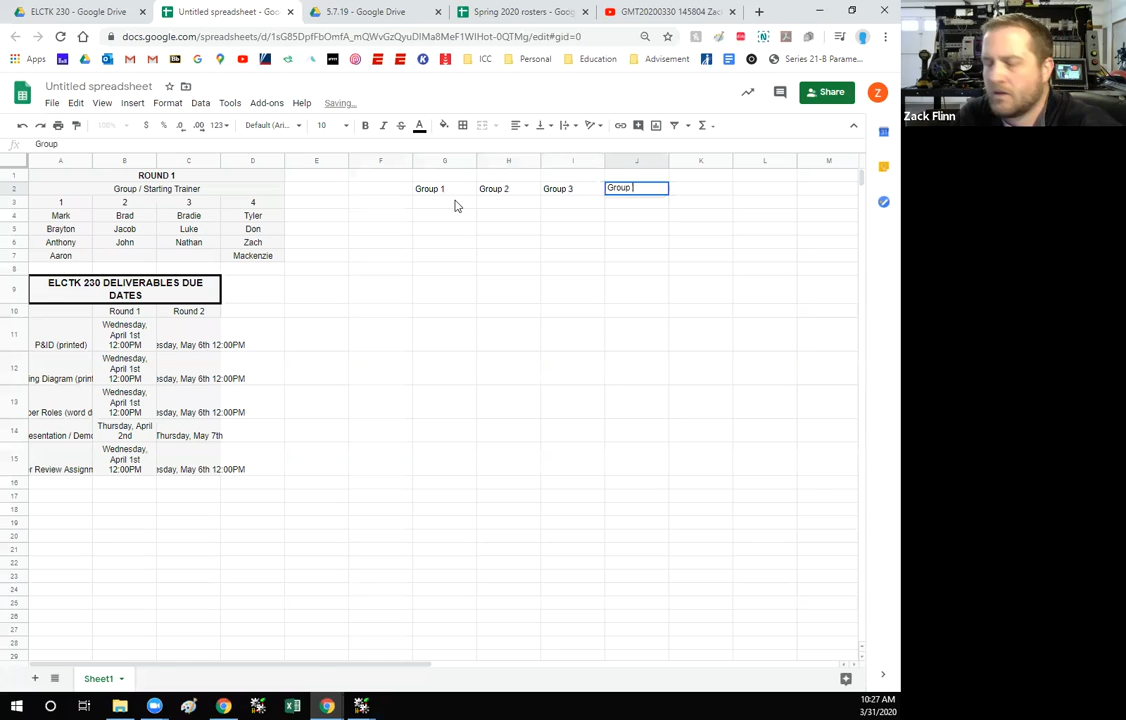 ELCTK 230 - Google Drive
Untitled spreadsheet - Goo
5.7.19 - Google Drive
Spring 2020 rosters - Goog
GMT20200330 145804 Zac
docs.google.com/spreadsheets/d/1sG85DpfFbOmfA_mQWvGzQyuDIMa8MeF1WIHot-0QTMg/edit#gid=0
Apps
ICC
Personal
Education
Advisement
Series 21-B Parame...
Untitled spreadsheet
File Edit View Insert Format Data Tools Add-ons Help Saving...
Share
Z
100% $ % .0 .00 123 Default (Ari... 10 B I S A
fx Group
A B C D E F G H I J K L M
1 ROUND 1
2 Group / Starting Trainer Group 1 Group 2 Group 3 Group
3 1 2 3 4
4 Mark Brad Bradie Tyler
5 Brayton Jacob Luke Don
6 Anthony John Nathan Zach
7 Aaron Mackenzie
8
9 ELCTK 230 DELIVERABLES DUE
DATES
10 Round 1 Round 2
Wednesday,
11 April 1st
P&ID (printed) 12:00PM esday, May 6th 12:00PM
Wednesday,
12 April 1st
ing Diagram (print 12:00PM esday, May 6th 12:00PM
Wednesday,
13 April 1st
ber Roles (word d 12:00PM esday, May 6th 12:00PM
14 Thursday, April
esentation / Demo 2nd Thursday, May 7th
Wednesday,
15 April 1st
r Review Assignm 12:00PM esday, May 6th 12:00PM
16
17
18
19
20
21
22
23
24
25
26
27
28
29
Sheet1
10:27 AM
3/31/2020
Zack Flinn